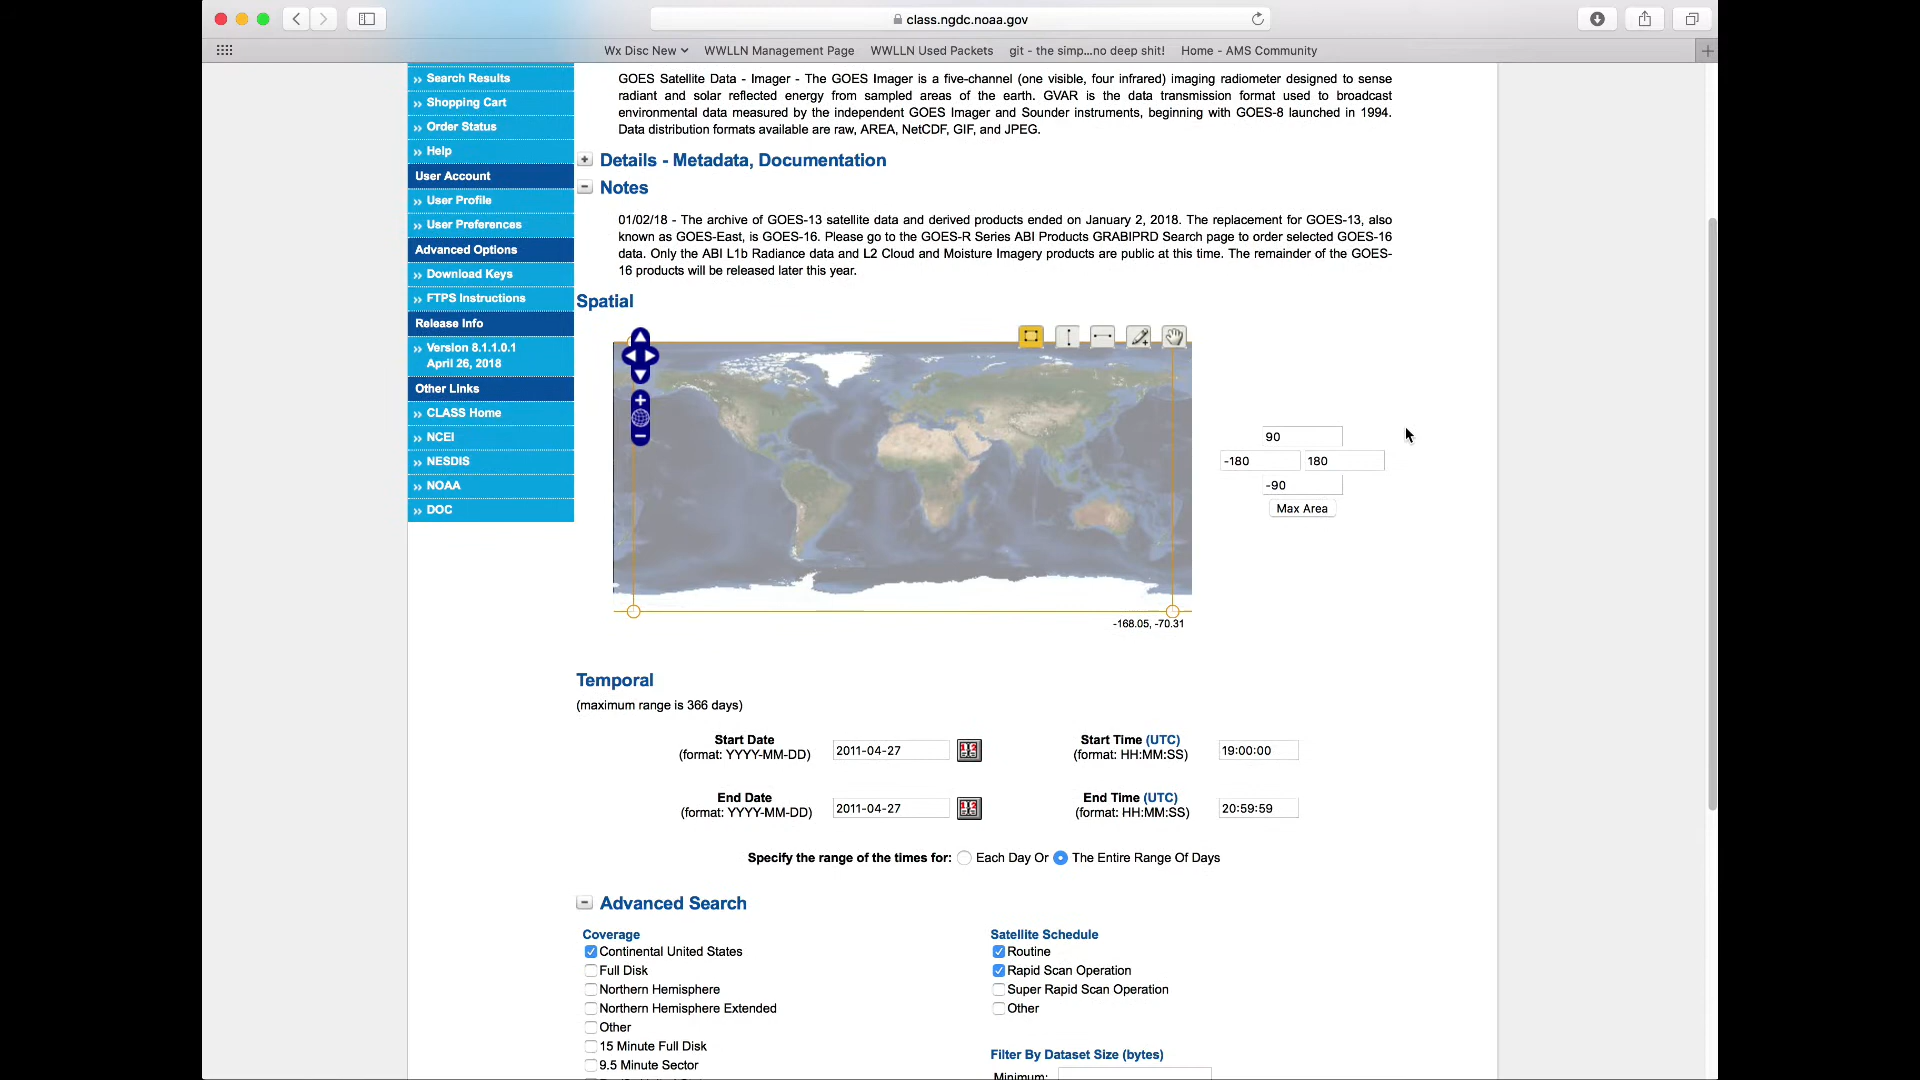 class.ngdc.noaa.gov
Wx Disc New
WWLLN Management Page
WWLLN Used Packets
git - the simp...no deep shit!
Home - AMS Community
Search Results
Shopping Cart
Order Status
Help
User Account
User Profile
User Preferences
Advanced Options
Download Keys
FTPS Instructions
Release Info
Version 8.1.1.0.1
April 26, 2018
Other Links
CLASS Home
NCEI
NESDIS
NOAA
DOC
GOES Satellite Data - Imager - The GOES Imager is a five-channel (one visible, four infrared) imaging radiometer designed to sense
radiant and solar reflected energy from sampled areas of the earth. GVAR is the data transmission format used to broadcast
environmental data measured by the independent GOES Imager and Sounder instruments, beginning with GOES-8 launched in 1994.
Data distribution formats available are raw, AREA, NetCDF, GIF, and JPEG.
Details - Metadata, Documentation
Notes
01/02/18 - The archive of GOES-13 satellite data and derived products ended on January 2, 2018. The replacement for GOES-13, also
known as GOES-East, is GOES-16. Please go to the GOES-R Series ABI Products GRABIPRD Search page to order selected GOES-16
data. Only the ABI L1b Radiance data and L2 Cloud and Moisture Imagery products are public at this time. The remainder of the GOES-
16 products will be released later this year.
Spatial
90
-180 180
-90
Max Area
-168.05, -70.31
Temporal
(maximum range is 366 days)
Start Date
(format: YYYY-MM-DD)
2011-04-27
Start Time (UTC)
(format: HH:MM:SS)
19:00:00
End Date
(format: YYYY-MM-DD)
2011-04-27
End Time (UTC)
(format: HH:MM:SS)
20:59:59
Specify the range of the times for: Each Day Or The Entire Range Of Days
Advanced Search
Coverage
Continental United States
Full Disk
Northern Hemisphere
Northern Hemisphere Extended
Other
15 Minute Full Disk
9.5 Minute Sector
Satellite Schedule
Routine
Rapid Scan Operation
Super Rapid Scan Operation
Other
Filter By Dataset Size (bytes)
Minimum: